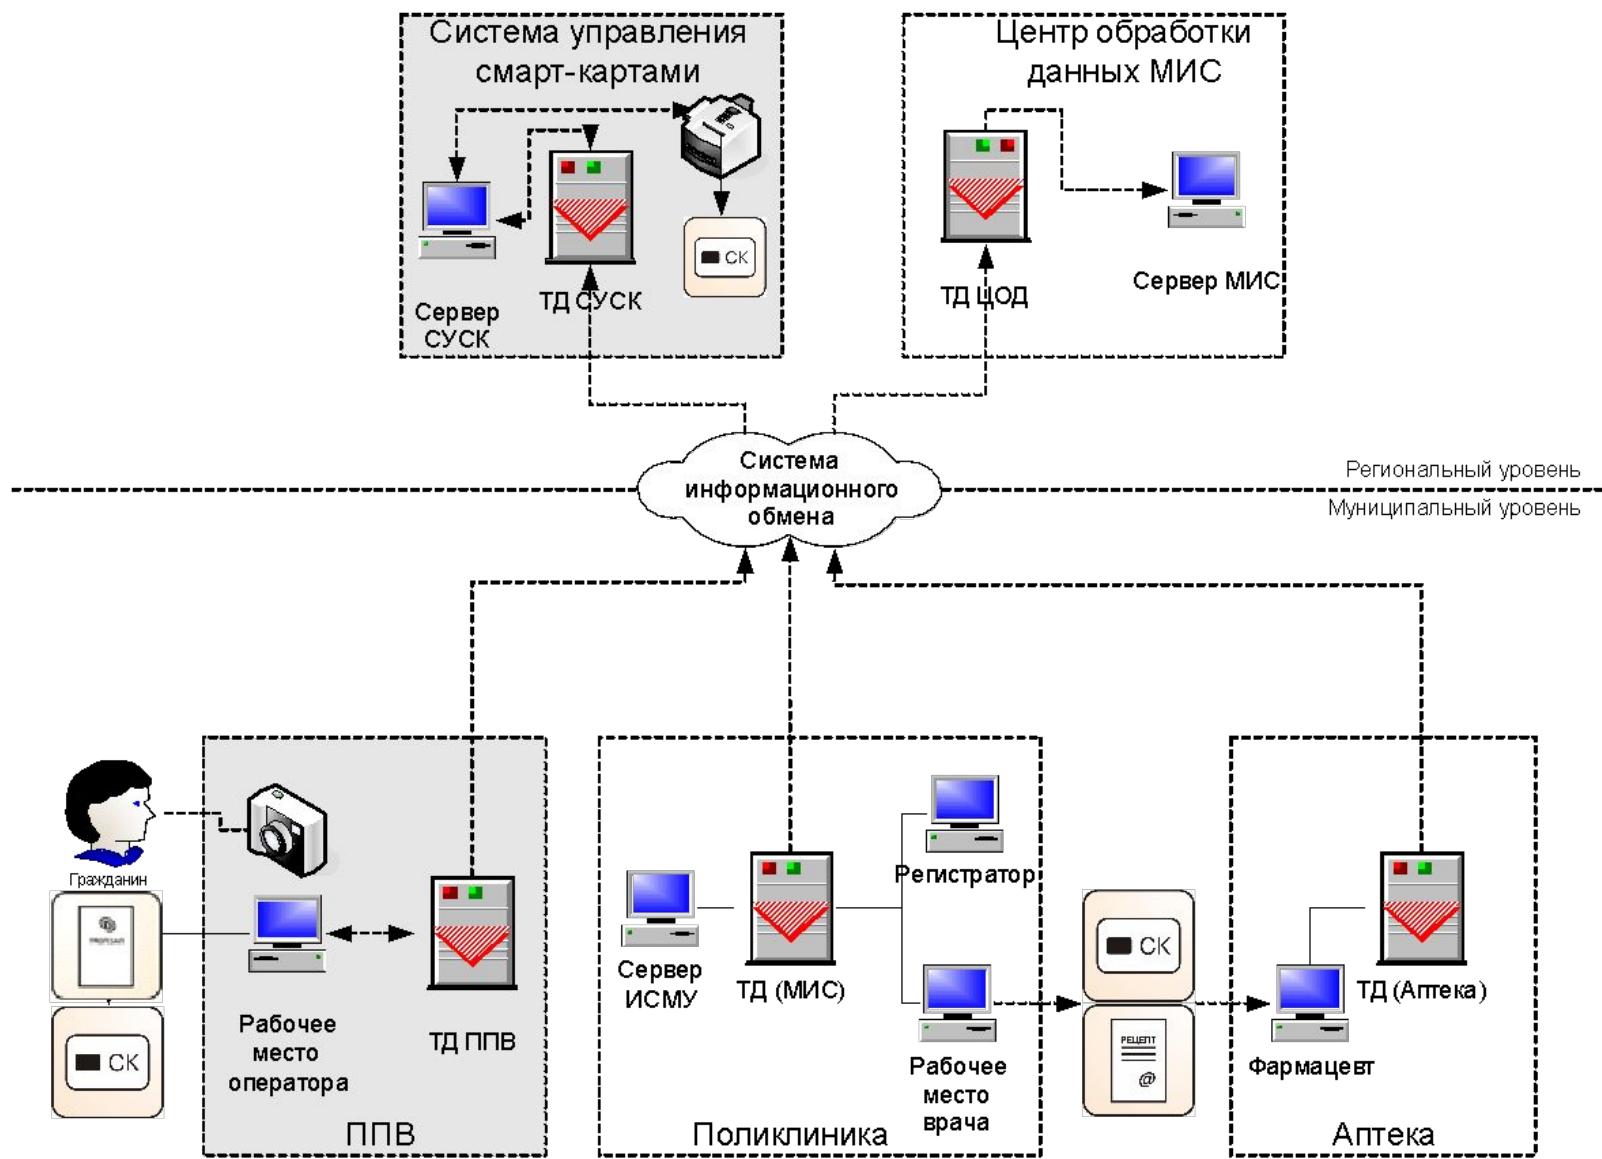 Система управления
смарт-картами
Центр обработки
данных МИС
СК
ТД СУСК
Сервер
СУСК
ТД ЦОД
Сервер МИС
Система
информационного
обмена
Региональный уровень
Муниципальный уровень
Гражданин
СК
Рабочее
место
оператора
ТД ППВ
ППВ
Регистратор
Сервер
ИСМУ
ТД (МИС)
Рабочее
место
врача
Поликлиника
СК
РЕЦЕПТ
@
ТД (Аптека)
Фармацевт
Аптека